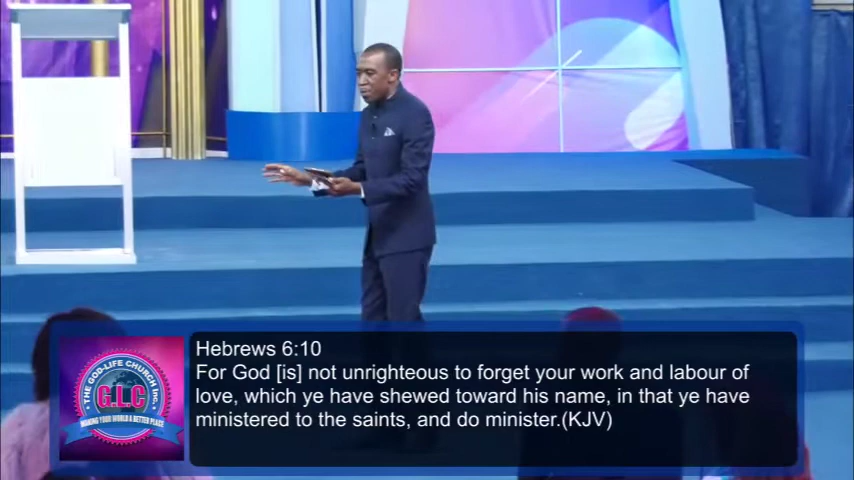 Hebrews 6:10
For God [is] not unrighteous to forget your work and labour of
love, which ye have shewed toward his name, in that ye have
ministered to the saints, and do minister.(KJV)
THE GOD-LIFE CHURCH Inc.
G.L.C
MAKING YOUR WORLD A BETTER PLACE